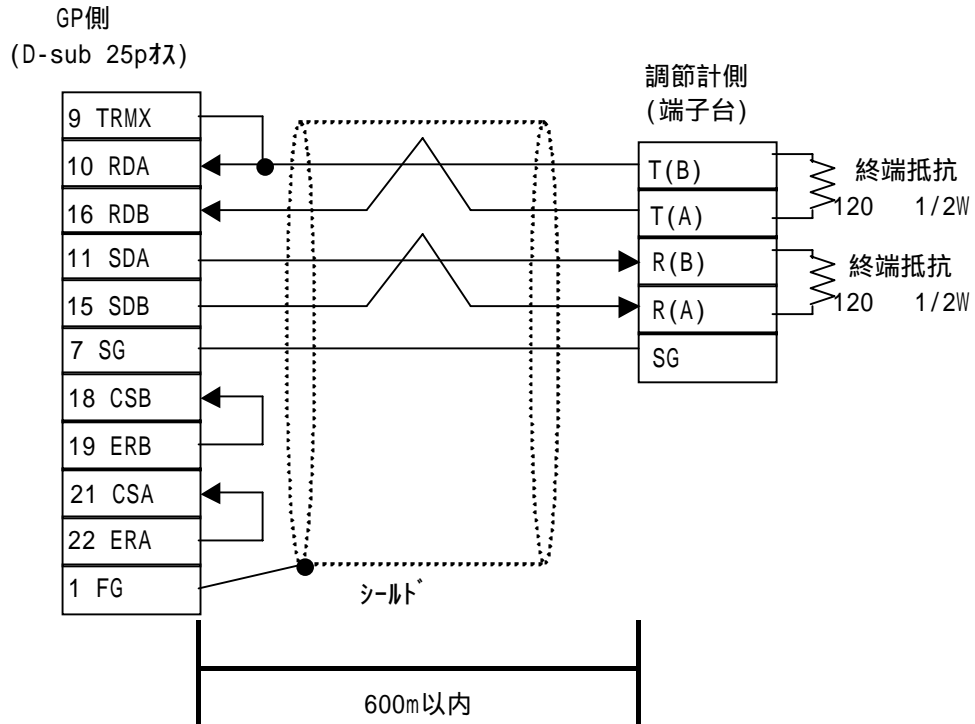 GP側
(D-sub 25pｵｽ)
調節計側
(端子台)
9 TRMX
10 RDA
16 RDB
11 SDA
15 SDB
7 SG
18 CSB
19 ERB
21 CSA
22 ERA
1 FG
T(B)
T(A)
R(B)
R(A)
SG
終端抵抗
120 1/2W
終端抵抗
120 1/2W
ｼｰﾙﾄﾞ
600m以内